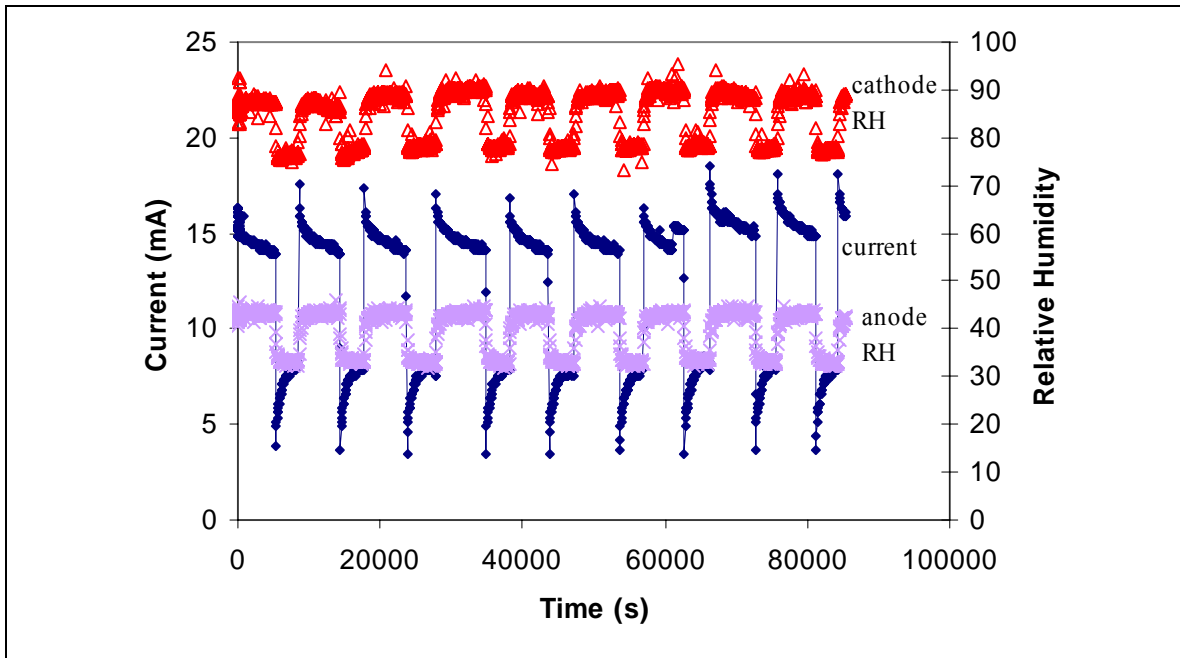 25
20
15
10
5
0
Current (mA)
100
90
80
70
60
50
40
30
20
10
0
Relative Humidity
cathode
RH
current
anode
RH
0 20000 40000 60000 80000 100000
Time (s)